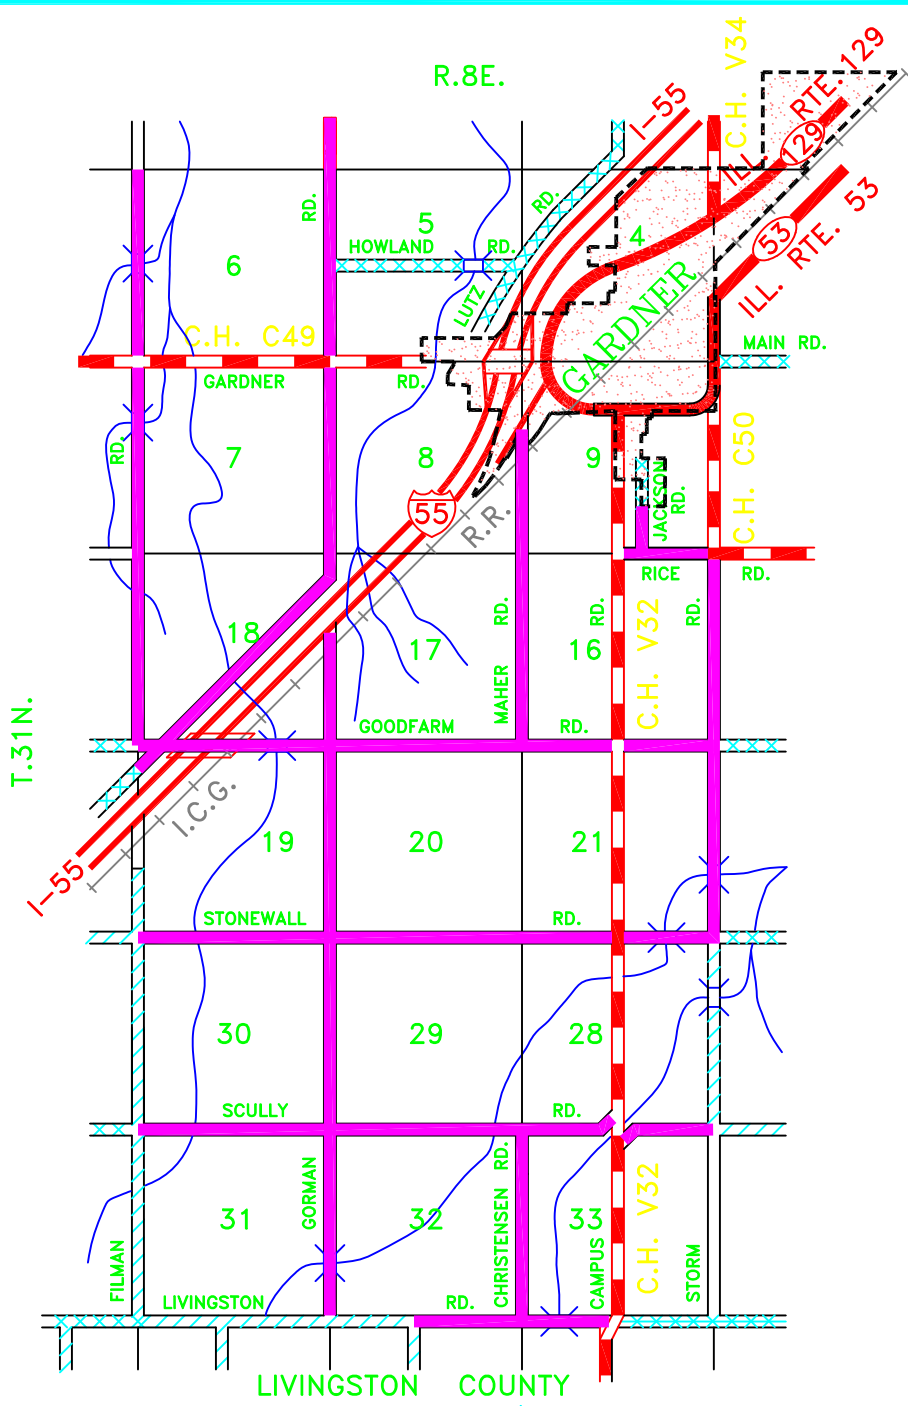 R.8E.
C.H. V34
I-55
ILL. RTE. 129
129
RD.
RD.
5
4
HOWLAND RD.
6
53
ILL. RTE. 53
LUTZ
GARDNER
C.H. C49
MAIN RD.
GARDNER RD.
RD.
7
8
9
C.H. C50
JACKSON RD.
55
R.R.
RICE RD.
18
17
MAHER RD.
16
RD.
C.H. V32
RD.
T.31N.
GOODFARM RD.
I.C.G.
19
20
21
I-55
STONEWALL RD.
30
29
28
SCULLY RD.
31
GORMAN
32
CHRISTENSEN RD.
33
CAMPUS
C.H. V32
STORM
FILMAN
LIVINGSTON RD.
LIVINGSTON COUNTY